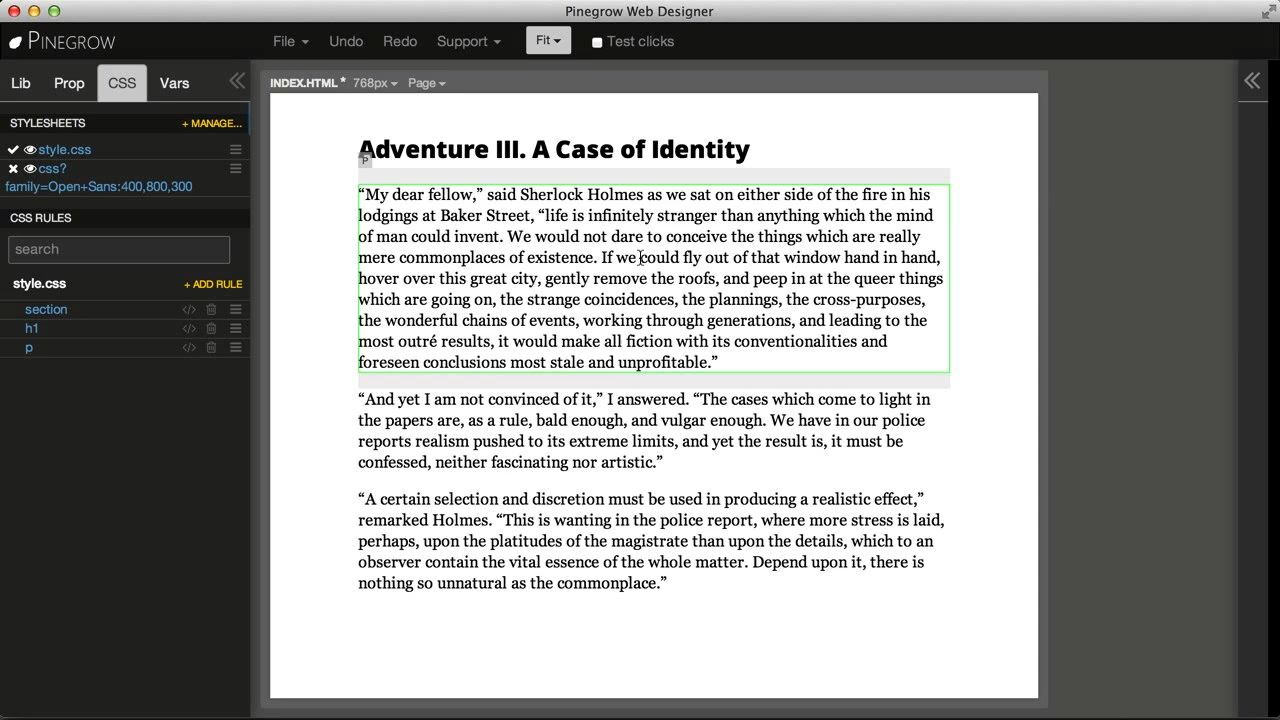 Pinegrow Web Designer
PINEGROW
File Undo Redo Support Fit Test clicks
Lib Prop CSS Vars
INDEX.HTML * 768px Page
STYLESHEETS + MANAGE...
style.css
css?
family=Open+Sans:400,800,300
CSS RULES
search
style.css + ADD RULE
section </>
h1 </>
p </>
Adventure III. A Case of Identity
P
“My dear fellow,” said Sherlock Holmes as we sat on either side of the fire in his
lodgings at Baker Street, “life is infinitely stranger than anything which the mind
of man could invent. We would not dare to conceive the things which are really
mere commonplaces of existence. If we could fly out of that window hand in hand,
hover over this great city, gently remove the roofs, and peep in at the queer things
which are going on, the strange coincidences, the plannings, the cross-purposes,
the wonderful chains of events, working through generations, and leading to the
most outré results, it would make all fiction with its conventionalities and
foreseen conclusions most stale and unprofitable.”
“And yet I am not convinced of it,” I answered. “The cases which come to light in
the papers are, as a rule, bald enough, and vulgar enough. We have in our police
reports realism pushed to its extreme limits, and yet the result is, it must be
confessed, neither fascinating nor artistic.”
“A certain selection and discretion must be used in producing a realistic effect,”
remarked Holmes. “This is wanting in the police report, where more stress is laid,
perhaps, upon the platitudes of the magistrate than upon the details, which to an
observer contain the vital essence of the whole matter. Depend upon it, there is
nothing so unnatural as the commonplace.”